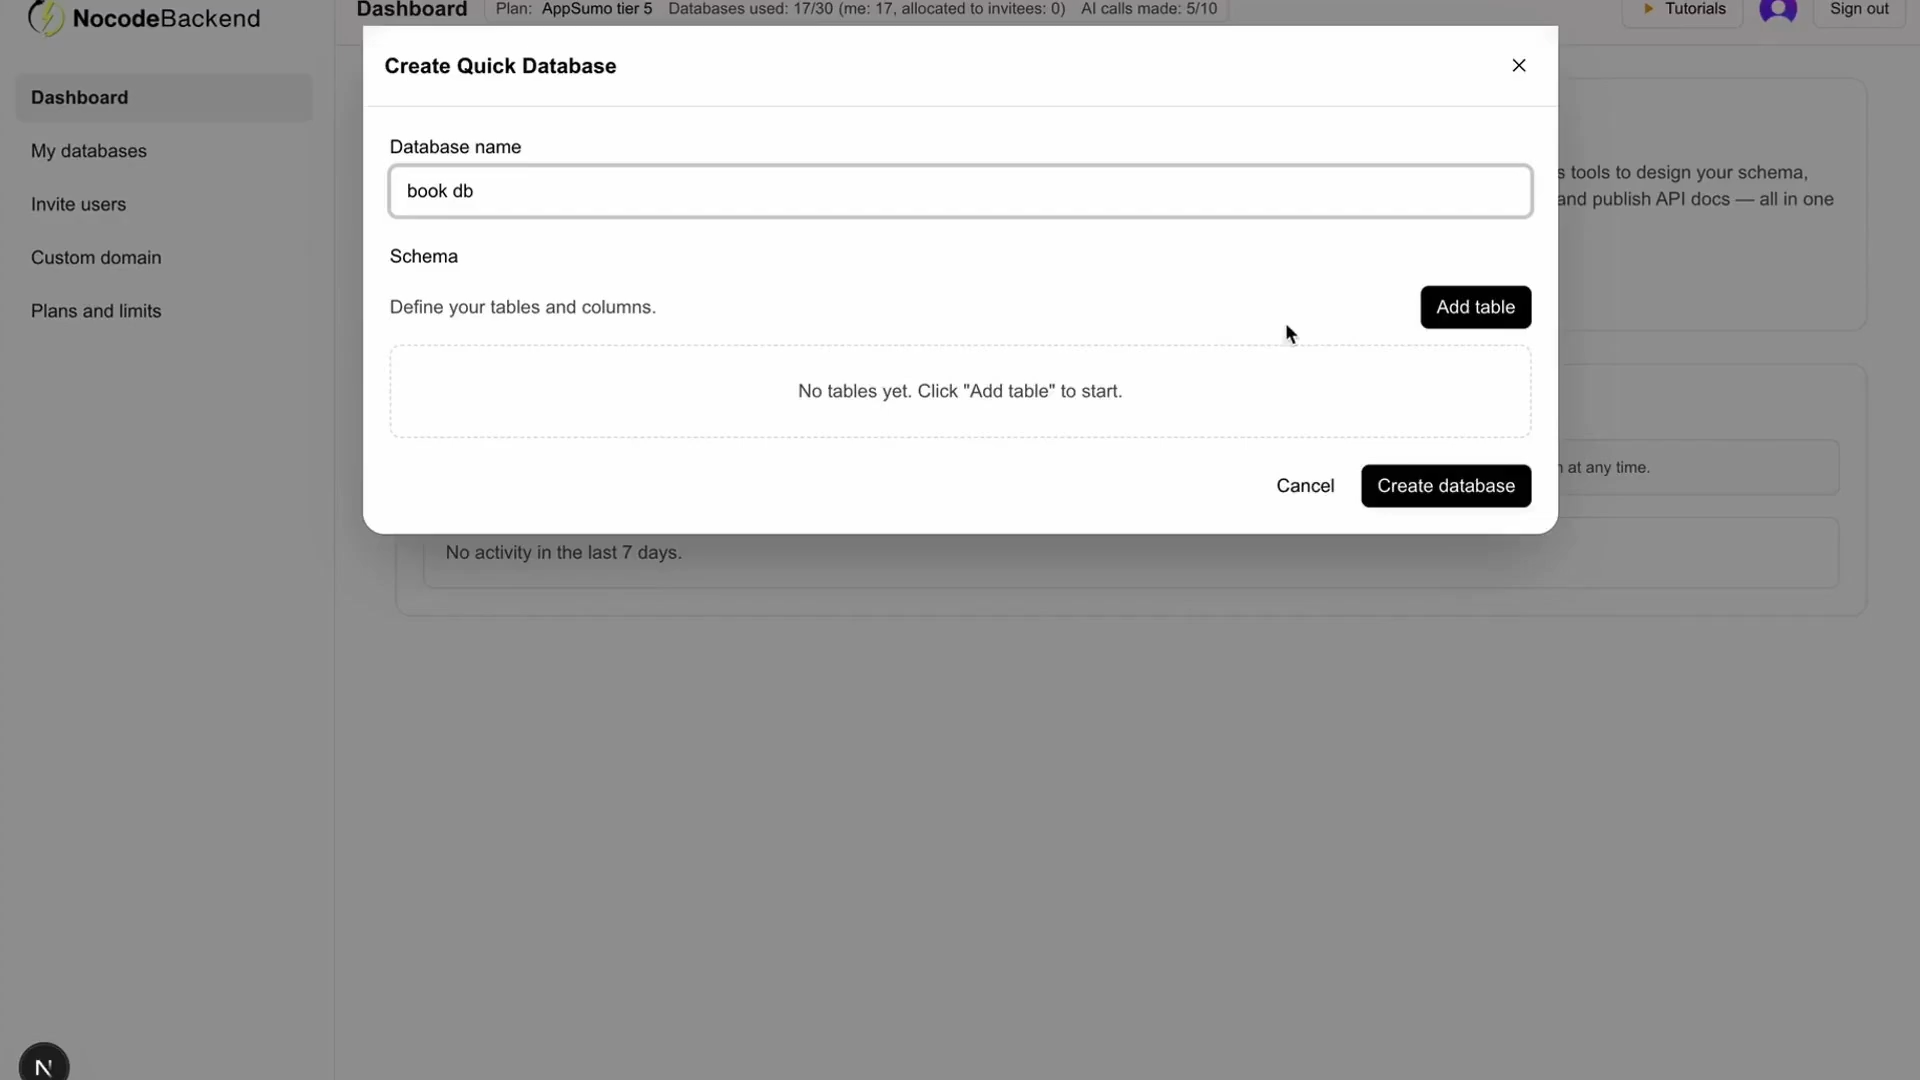 NocodeBackend
Dashboard
Plan: AppSumo tier 5
Databases used: 17/30 (me: 17, allocated to invitees: 0)
AI calls made: 5/10
Tutorials
Sign out
Dashboard
My databases
Invite users
Custom domain
Plans and limits
Create Quick Database
Database name
book db
Schema
Define your tables and columns.
Add table
No tables yet. Click "Add table" to start.
Cancel
Create database
s tools to design your schema,
and publish API docs — all in one
at any time.
No activity in the last 7 days.
N